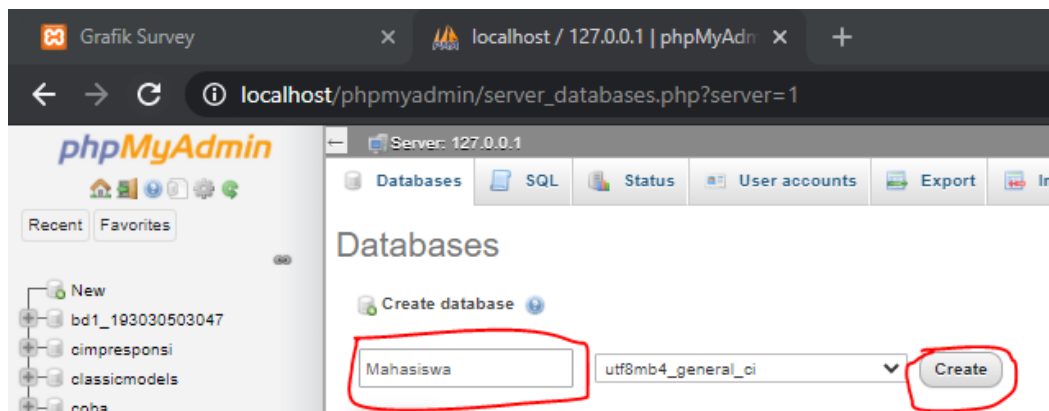 Grafik Survey
localhost / 127.0.0.1 | phpMyAdm
localhost/phpmyadmin/server_databases.php?server=1
phpMyAdmin
Recent Favorites
New
bd1_193030503047
cimpresponsi
classicmodels
coba
Server: 127.0.0.1
Databases SQL Status User accounts Export
Databases
Create database
Mahasiswa utf8mb4_general_ci Create